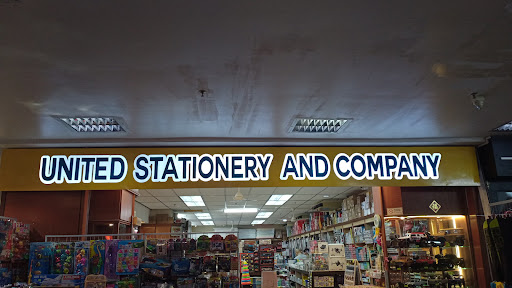 UNITED STATIONERY AND COMPANY